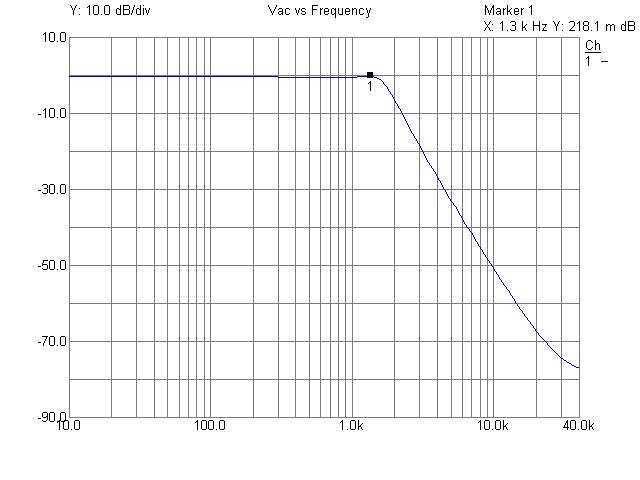 Y: 10.0 dB/div Vac vs Frequency Marker 1
X: 1.3 k Hz Y: 218.1 m dB
10.0
Ch
1 –
1
-10.0
-30.0
-50.0
-70.0
-90.0
10.0 100.0 1.0k 10.0k 40.0k